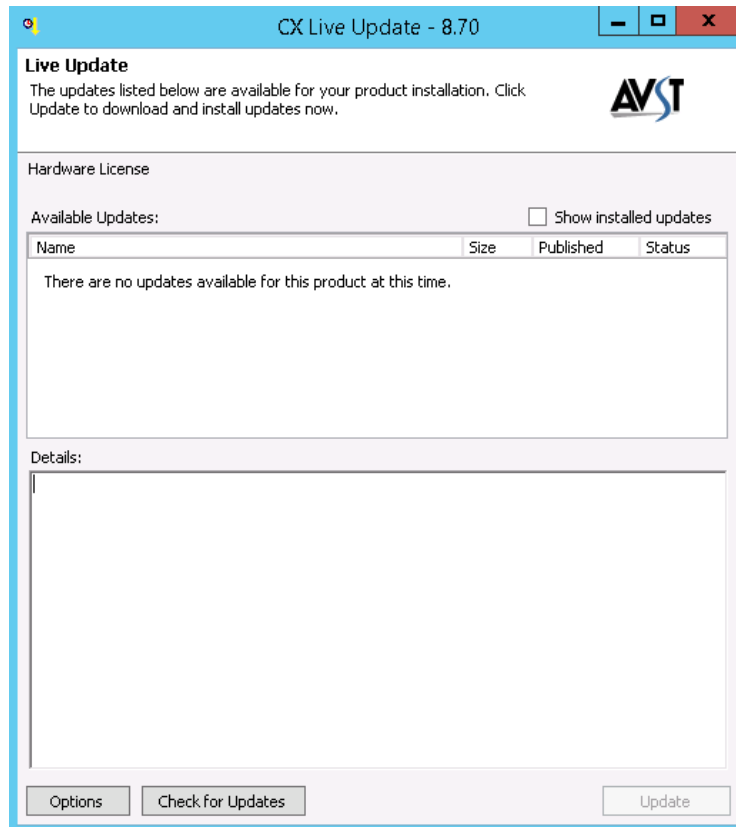 CX Live Update - 8.70
Live Update
The updates listed below are available for your product installation. Click
Update to download and install updates now.
AVST
Hardware License
Available Updates:
Show installed updates
Name Size Published Status
There are no updates available for this product at this time.
Details:
Options Check for Updates Update